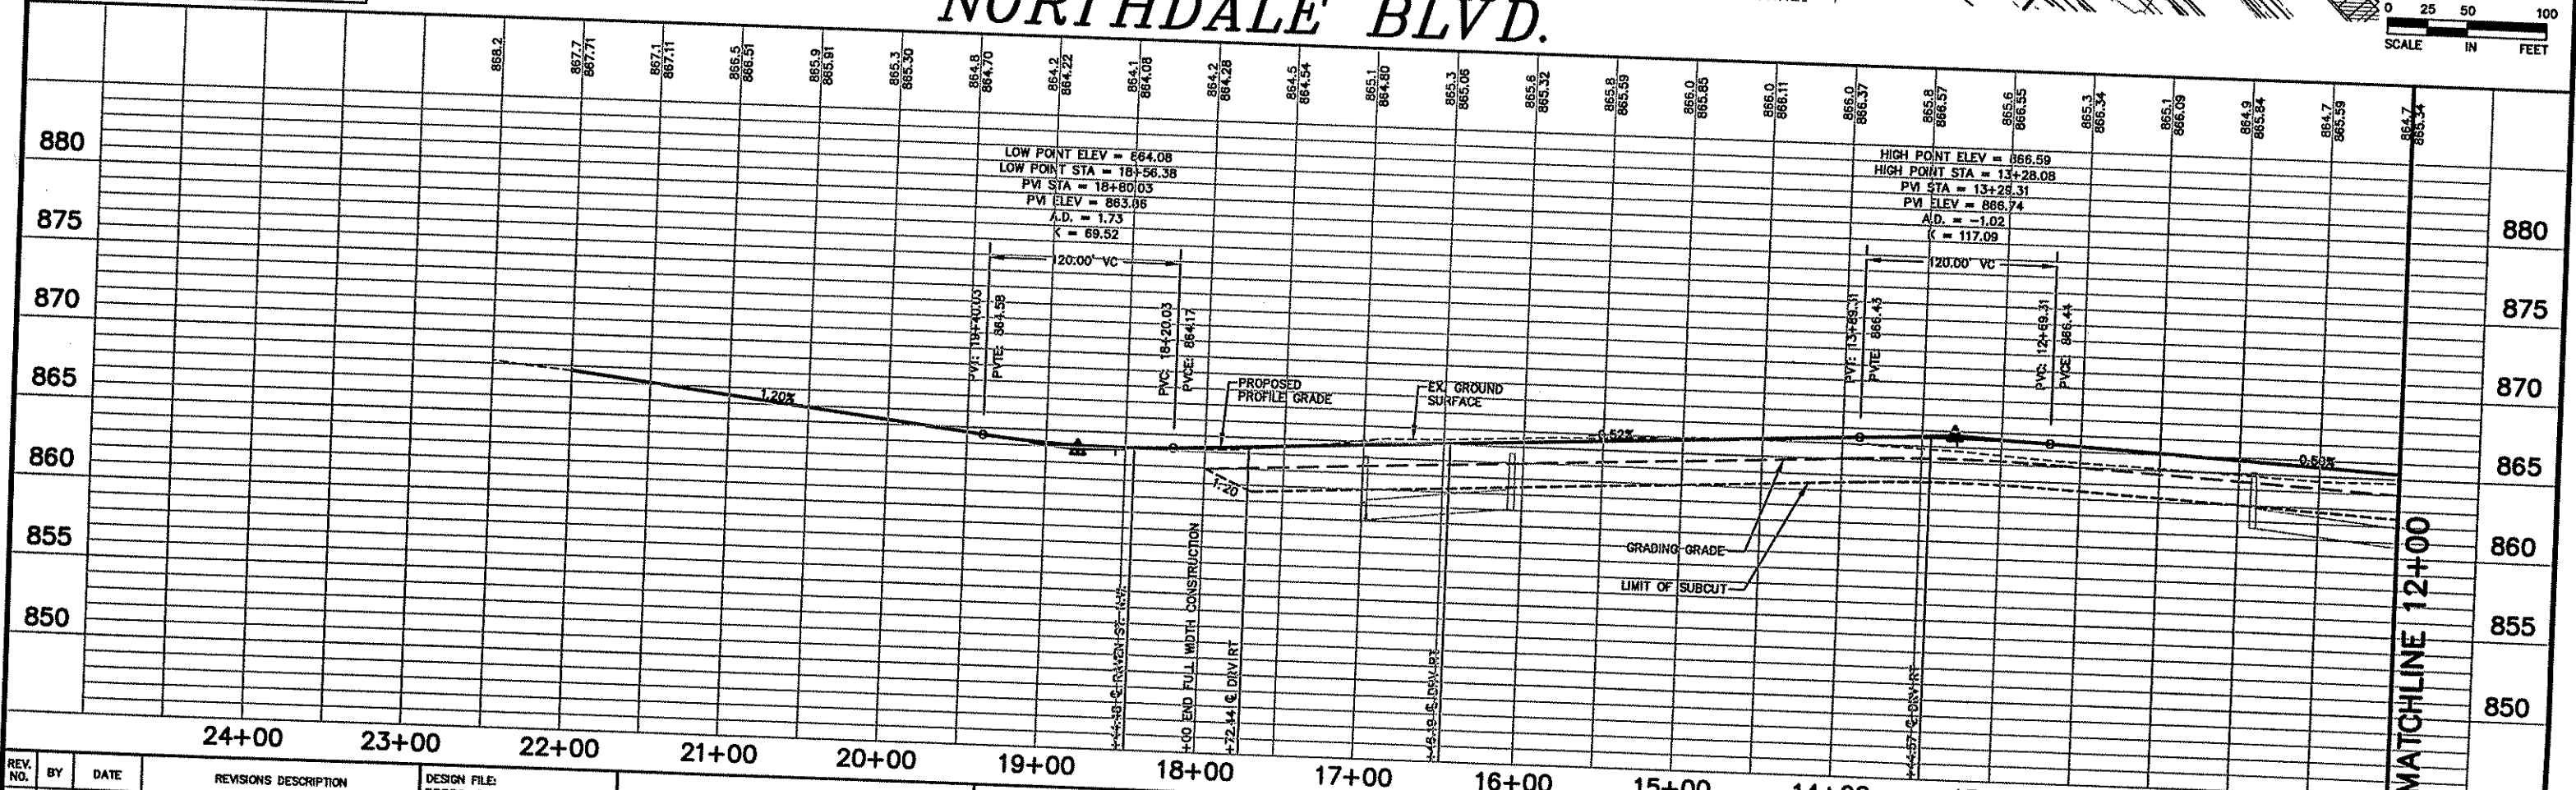 NORTHDALE BLVD.
0 25 50 100
SCALE IN FEET
868.2
867.7 867.71
867.1 867.11
866.5 866.51
865.9 865.91
865.3 865.30
864.8 864.70
864.2 864.22
864.1 864.08
864.2 864.28
864.5 864.54
865.1 864.80
865.3 865.06
865.6 865.32
865.8 865.59
866.0 865.85
866.0 866.11
866.0 866.37
865.8 866.57
865.6 866.55
865.3 866.34
865.1 866.09
864.9 865.84
864.7 865.59
864.7 865.34
LOW POINT ELEV = 864.08
LOW POINT STA = 18+56.38
PVI STA = 18+80.03
PVI ELEV = 863.86
A.D. = 1.73
K = 69.52
120.00' VC
HIGH POINT ELEV = 866.59
HIGH POINT STA = 13+28.08
PVI STA = 13+29.31
PVI ELEV = 866.74
A.D. = -1.02
K = 117.09
120.00' VC
PVT: 19+40.03
PVTE: 864.58
PVC: 18+20.03
PVCE: 864.17
PVT: 13+89.31
PVTE: 866.43
PVC: 12+69.31
PVCE: 866.44
880
875
870
865
860
855
850
880
875
870
865
860
855
850
1.20%
PROPOSED
PROFILE GRADE
EX. GROUND
SURFACE
0.52%
1.20
GRADING GRADE
LIMIT OF SUBCUT
+00 END FULL WIDTH CONSTRUCTION
+72.14 ℄ DRV RT
MATCHLINE 12+00
24+00
23+00
22+00
21+00
20+00
19+00
18+00
17+00
16+00
15+00
REV. NO.
BY
DATE
REVISIONS DESCRIPTION
DESIGN FILE: